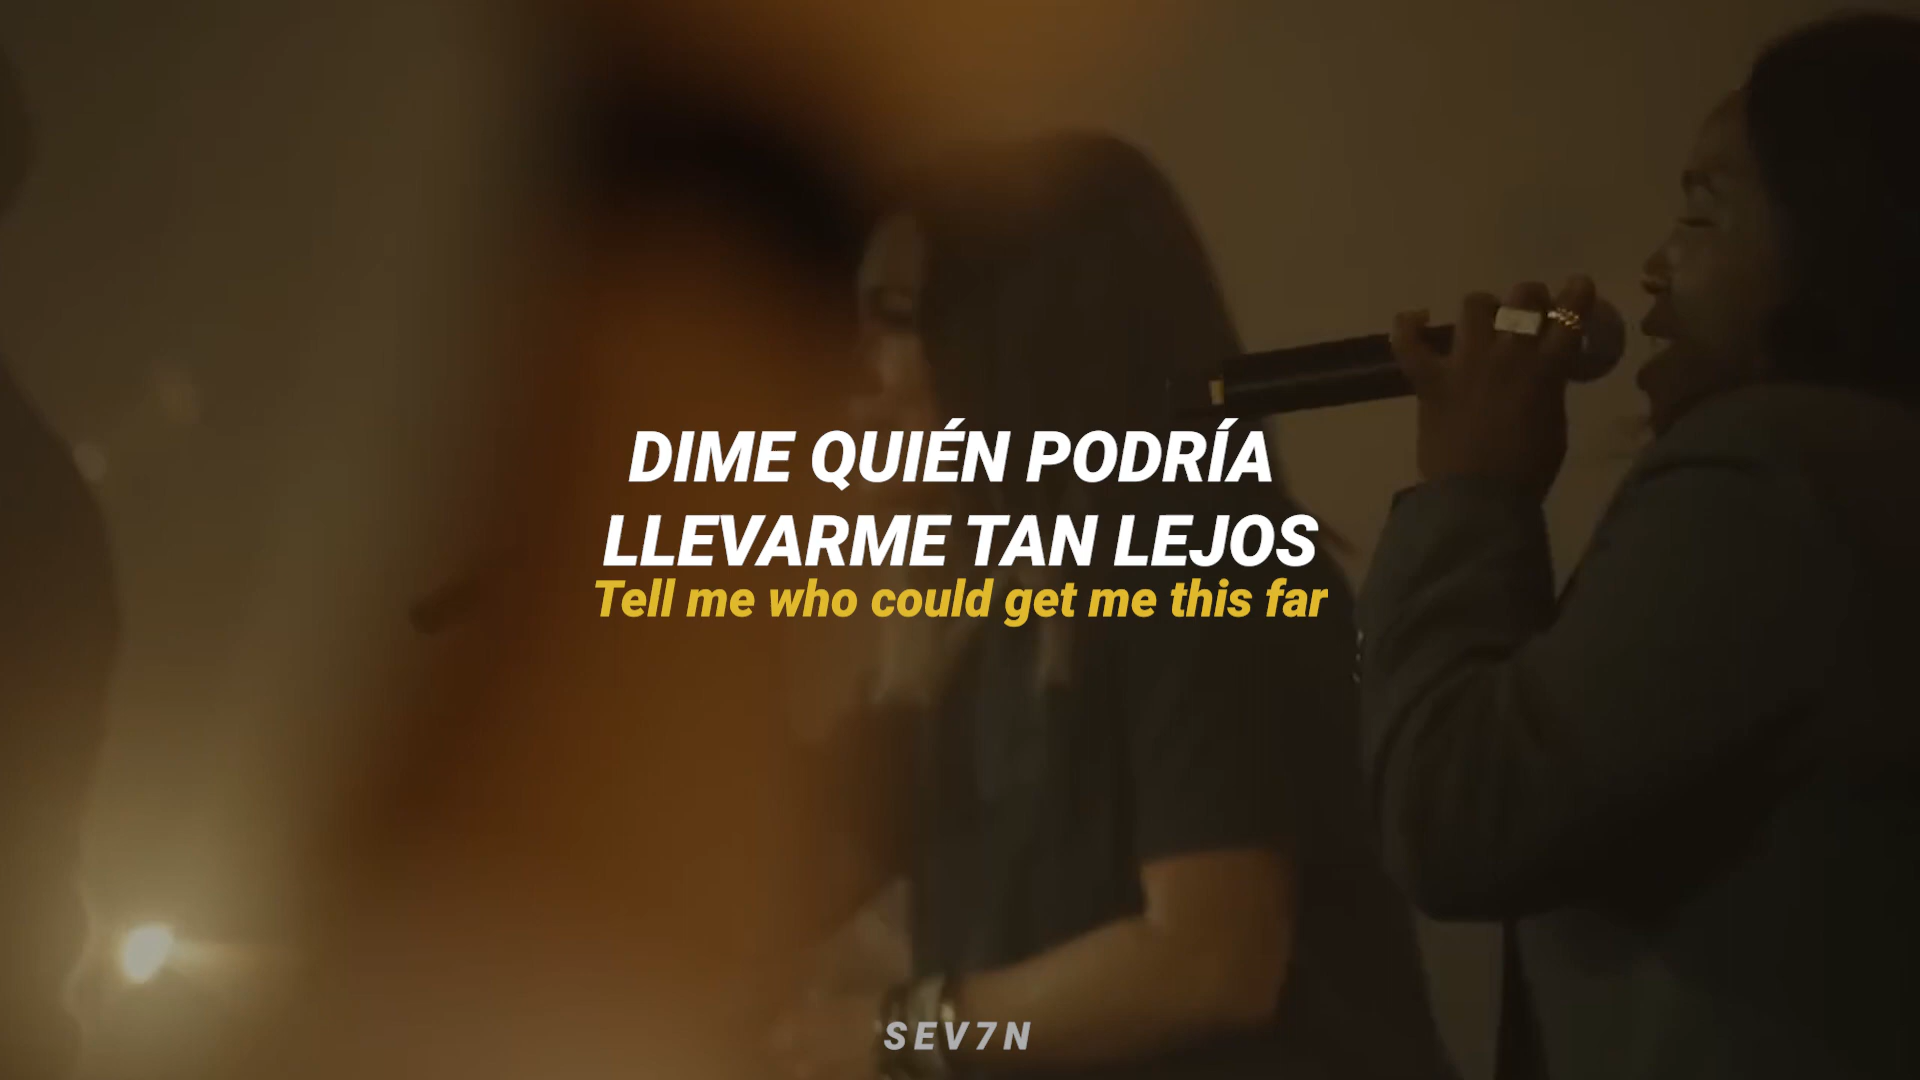 DIME QUIÉN PODRÍA
LLEVARME TAN LEJOS
Tell me who could get me this far
SEV7N